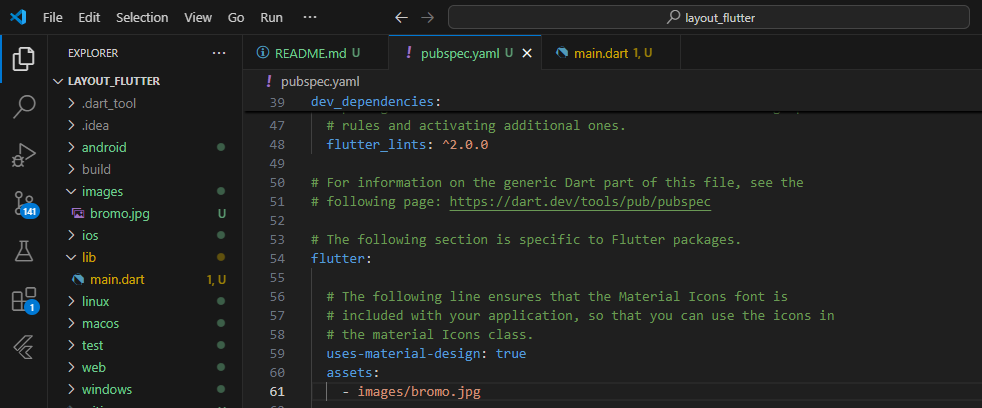 File Edit Selection View Go Run ··· ← → layout_flutter
EXPLORER ···
LAYOUT_FLUTTER
.dart_tool
.idea
android
build
images
bromo.jpg U
ios
lib
main.dart 1, U
linux
macos
test
web
windows
141
1
README.md U
! pubspec.yaml U ×
main.dart 1, U
! pubspec.yaml
39 dev_dependencies:
47 # rules and activating additional ones.
48 flutter_lints: ^2.0.0
49
50 # For information on the generic Dart part of this file, see the
51 # following page: https://dart.dev/tools/pub/pubspec
52
53 # The following section is specific to Flutter packages.
54 flutter:
55
56 # The following line ensures that the Material Icons font is
57 # included with your application, so that you can use the icons in
58 # the material Icons class.
59 uses-material-design: true
60 assets:
61 - images/bromo.jpg